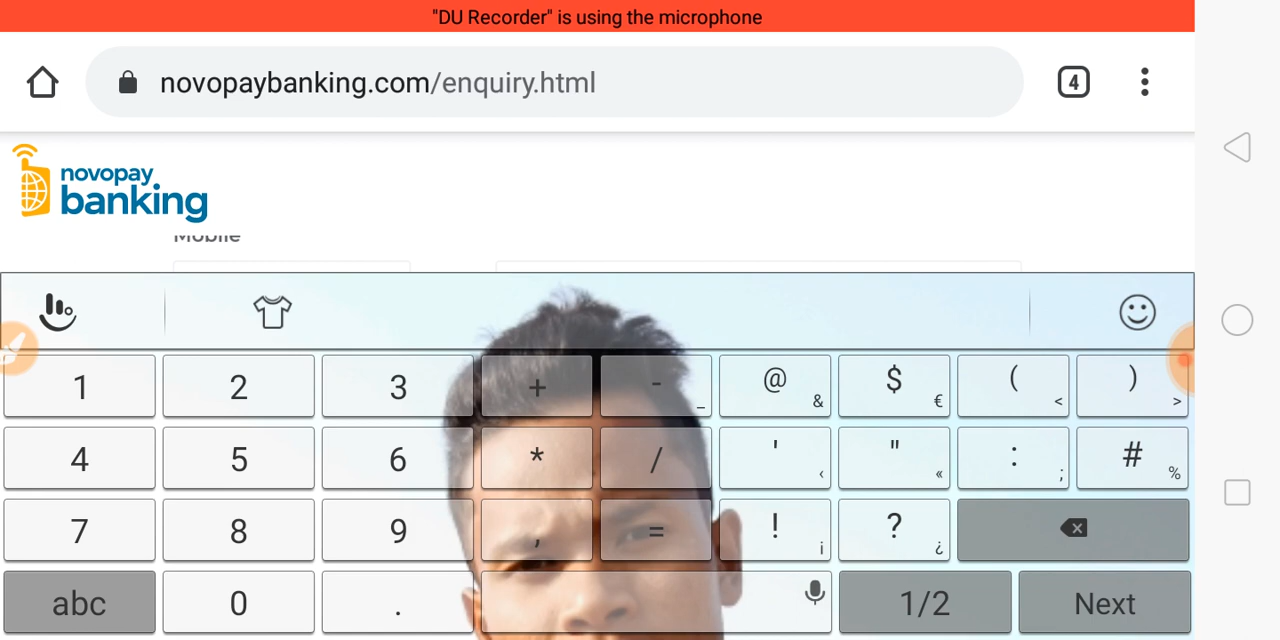 "DU Recorder" is using the microphone
novopaybanking.com/enquiry.html
4
novopay
banking
Mobile
1 2 3 + - _ @ & $ € ( < ) >
4 5 6 * / ' ‹ " « : ; # %
7 8 9 , = ! ¡ ? ¿
abc 0 . 1/2 Next